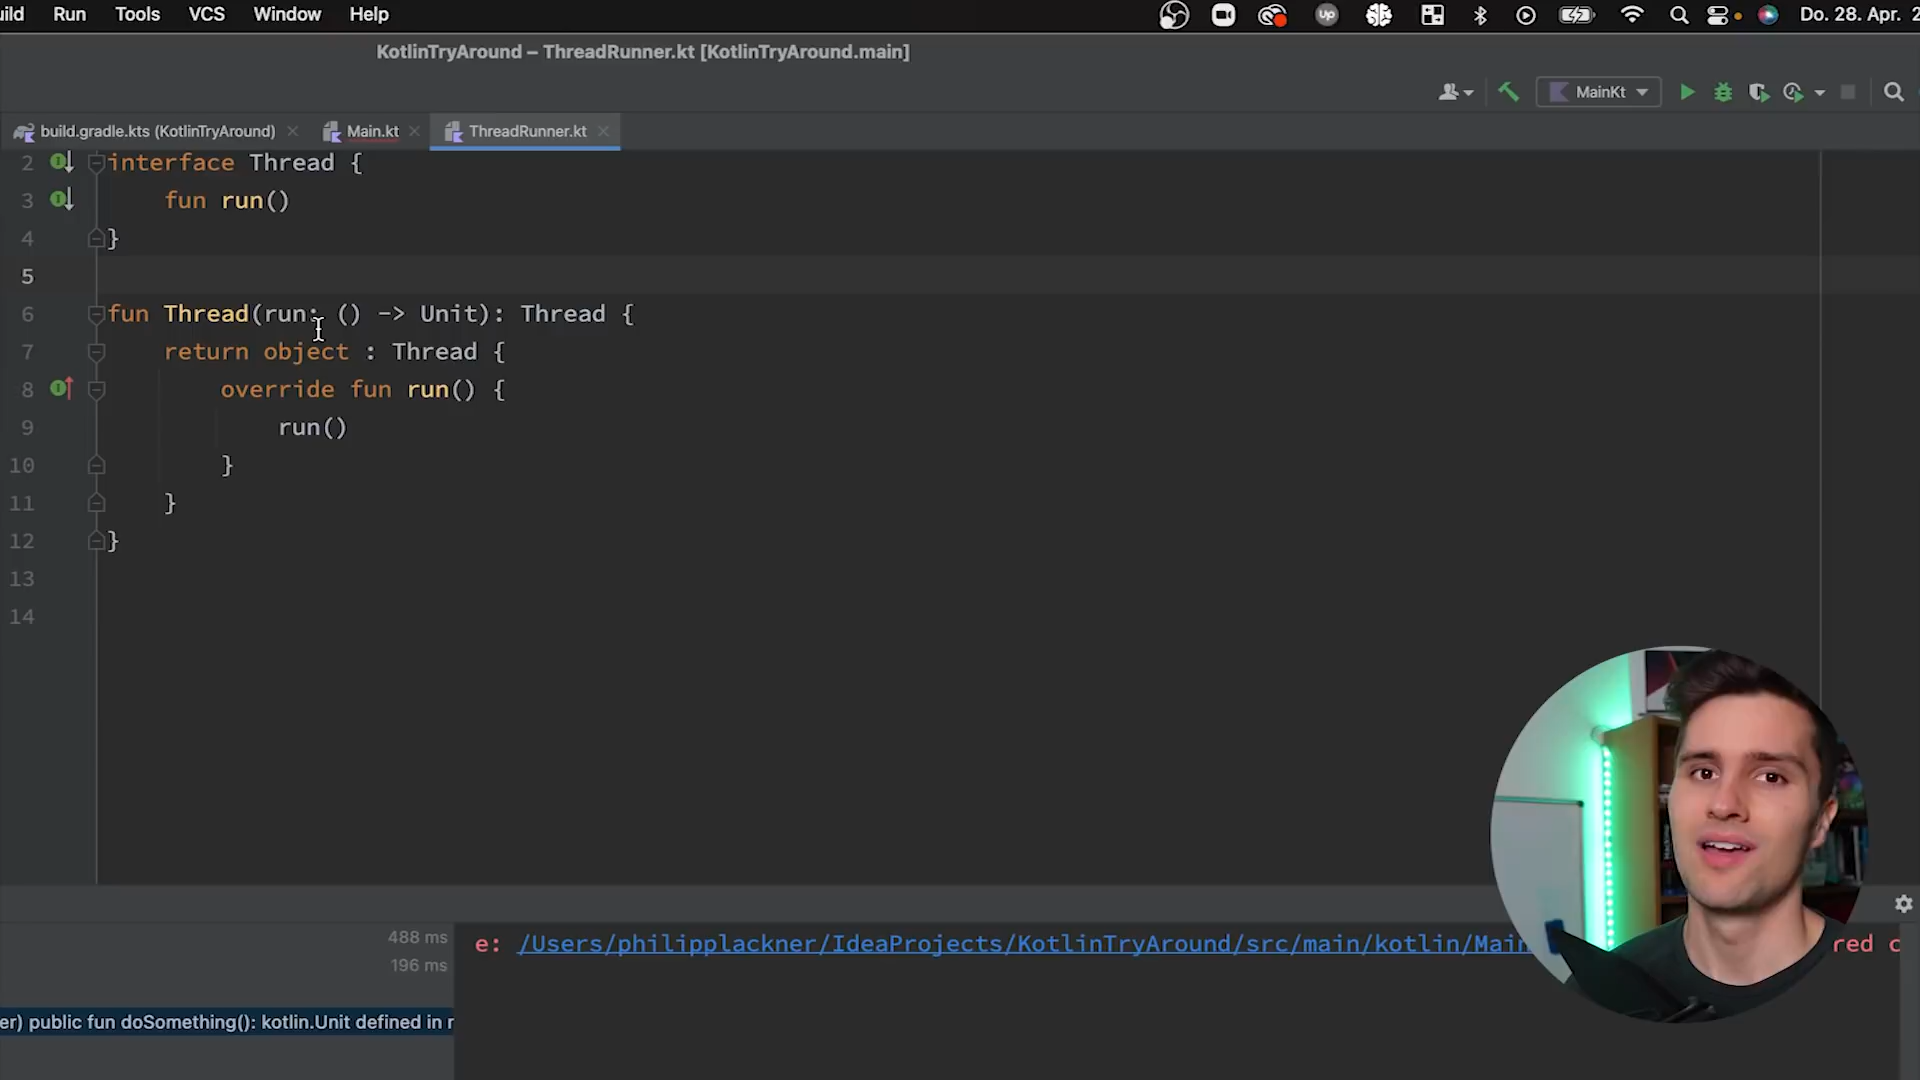 Run Tools VCS Window Help Up Do. 28. Apr.
KotlinTryAround – ThreadRunner.kt [KotlinTryAround.main]
MainKt
build.gradle.kts (KotlinTryAround) Main.kt ThreadRunner.kt
2 interface Thread {
3 fun run()
4 }
5
6 fun Thread(run: () -> Unit): Thread {
7 return object : Thread {
8 override fun run() {
9 run()
10 }
11 }
12 }
13
14
488 ms
196 ms
e: /Users/philipplackner/IdeaProjects/KotlinTryAround/src/main/kotlin/Main red c
er) public fun doSomething(): kotlin.Unit defined in r